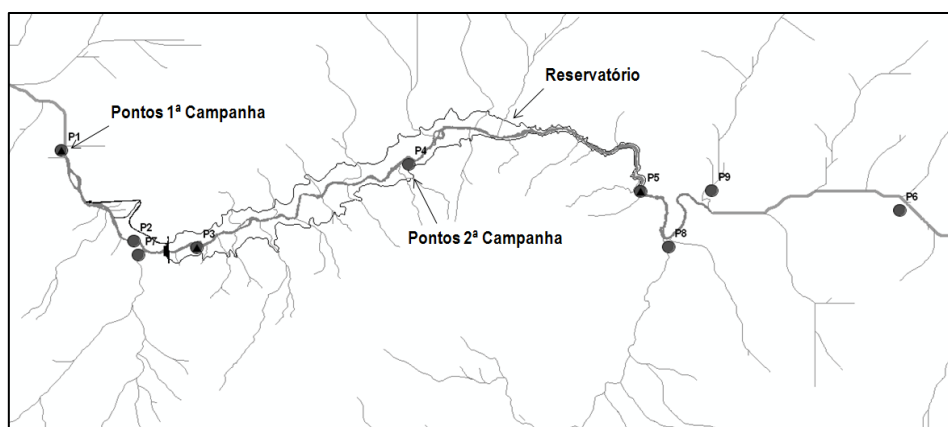 Reservatório
Pontos 1ª Campanha
P1
P4
P5
P9
P6
P2
P7
P3
Pontos 2ª Campanha
P8